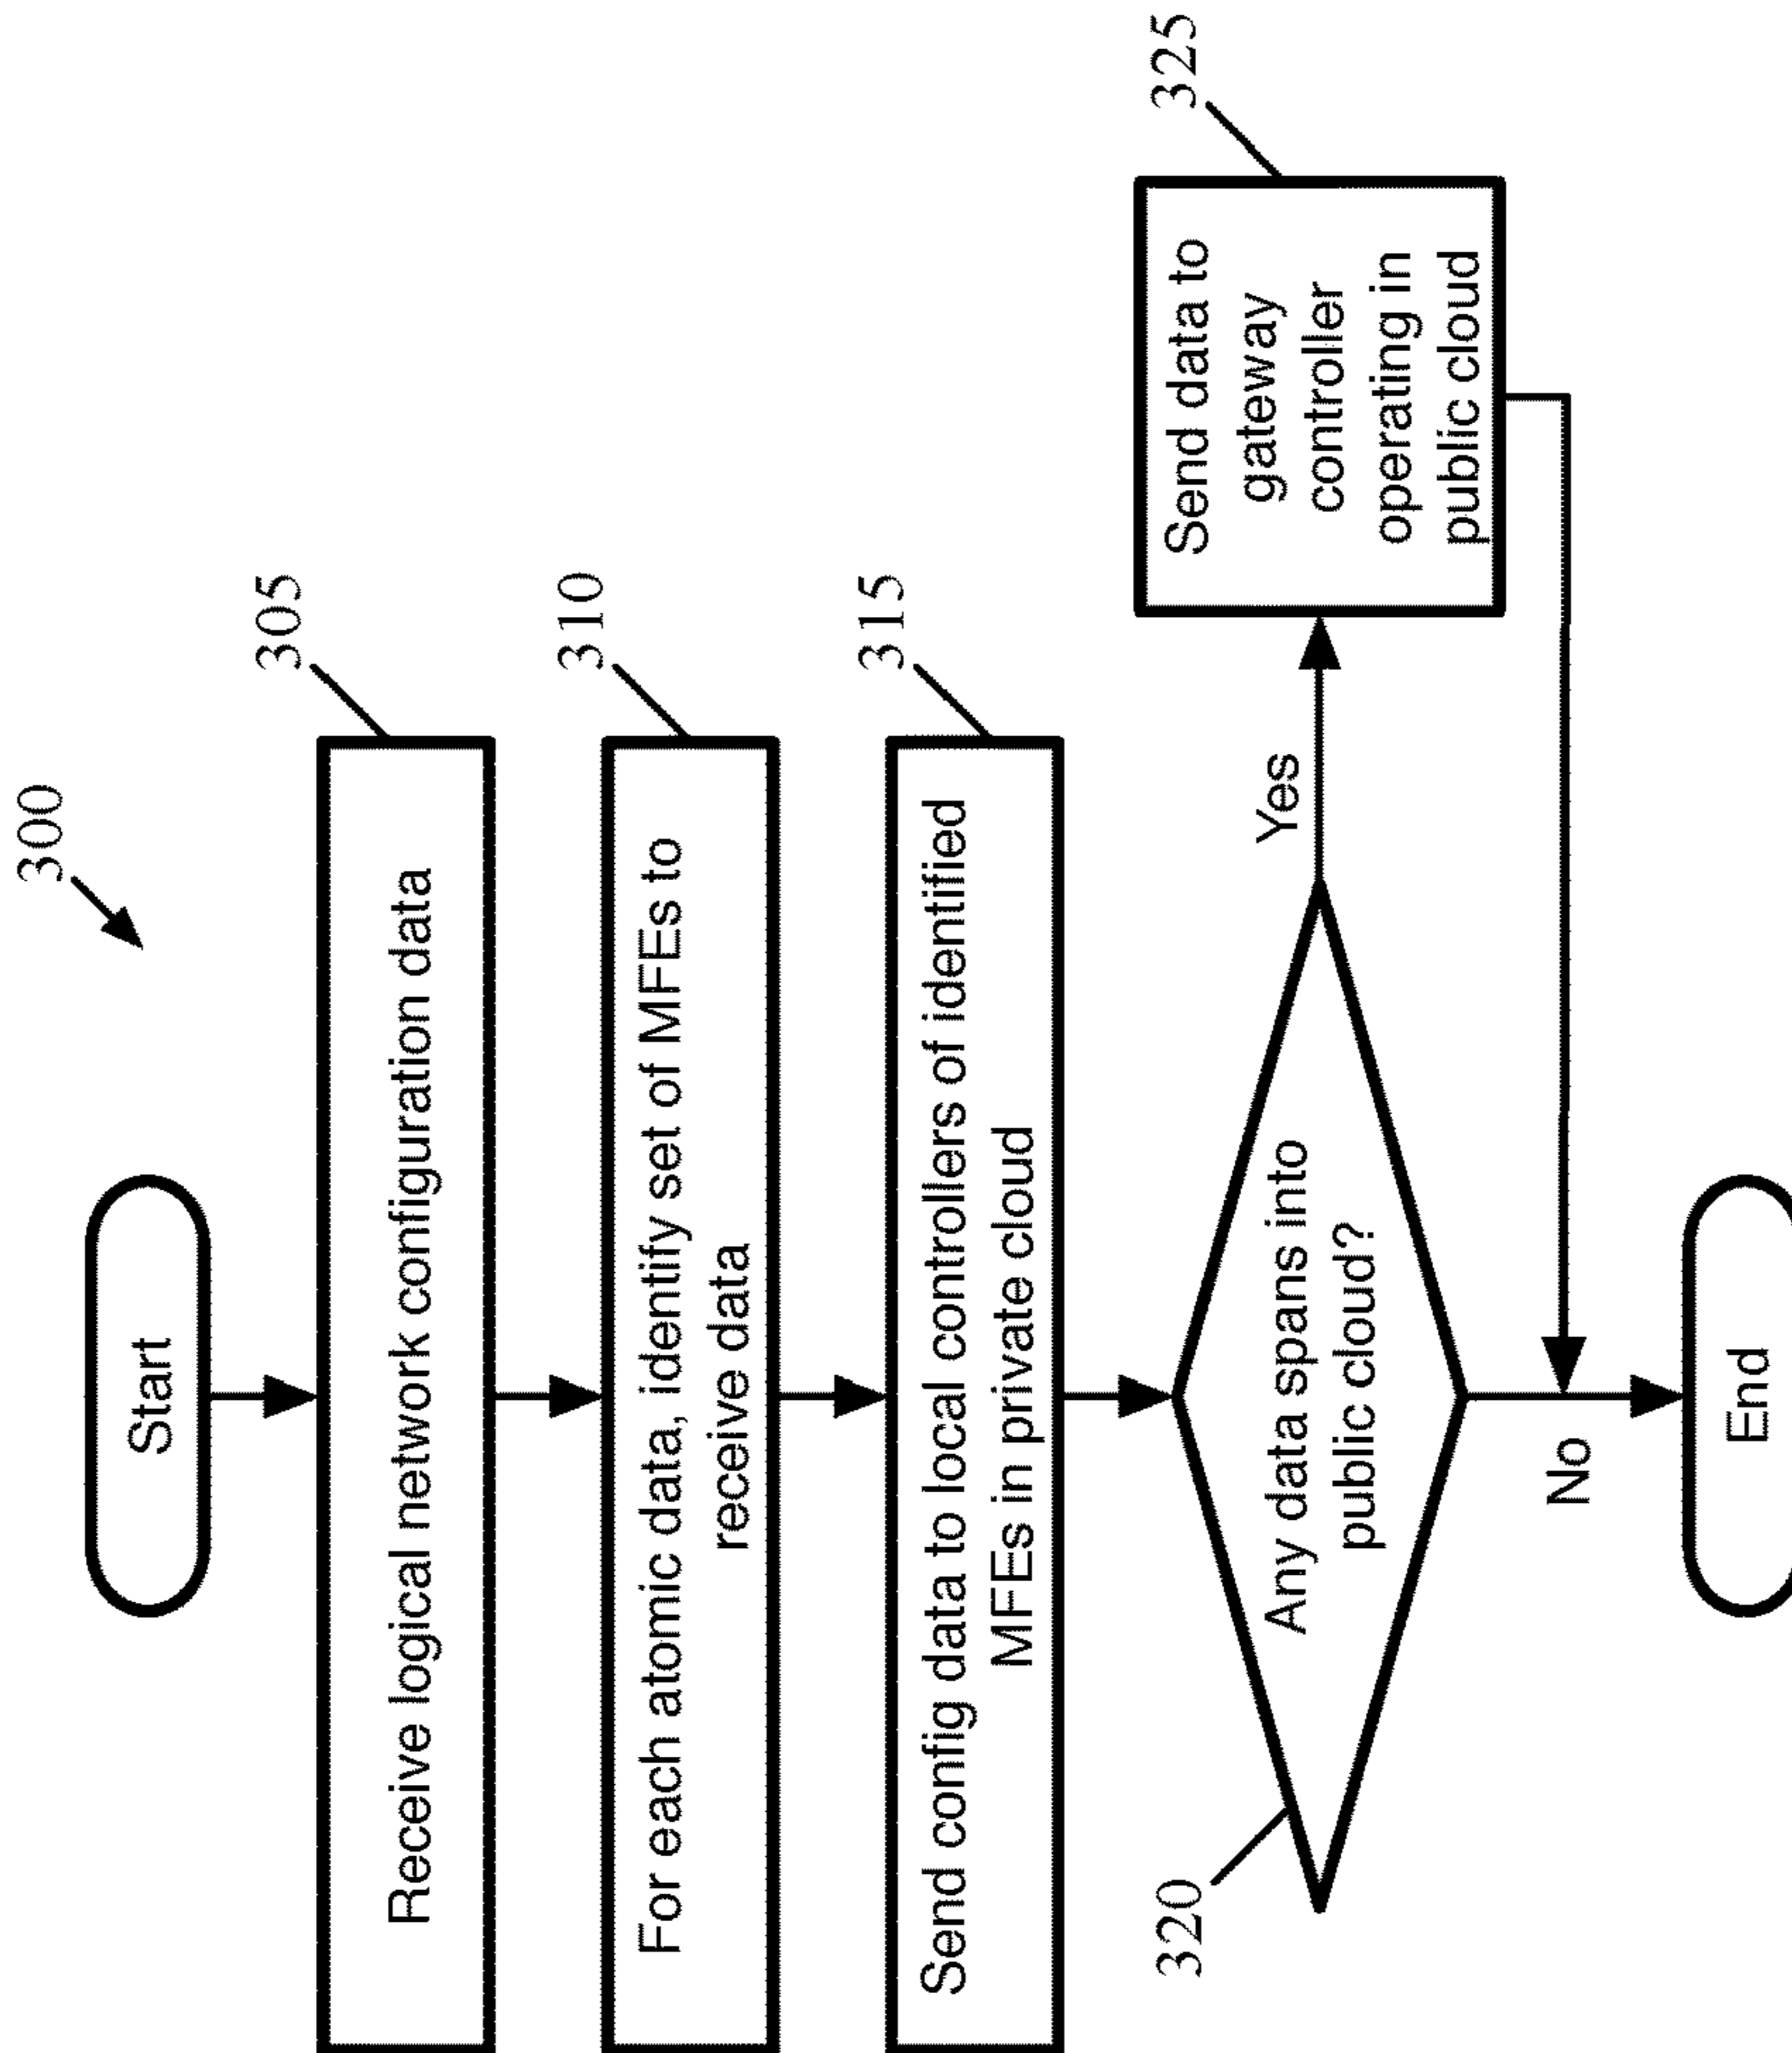 300
Start
305
Receive logical network configuration data
310
For each atomic data, identify set of MFEs to
receive data
315
Send config data to local controllers of identified
MFEs in private cloud
320
Any data spans into
public cloud?
Yes
325
Send data to
gateway
controller
operating in
public cloud
No
End